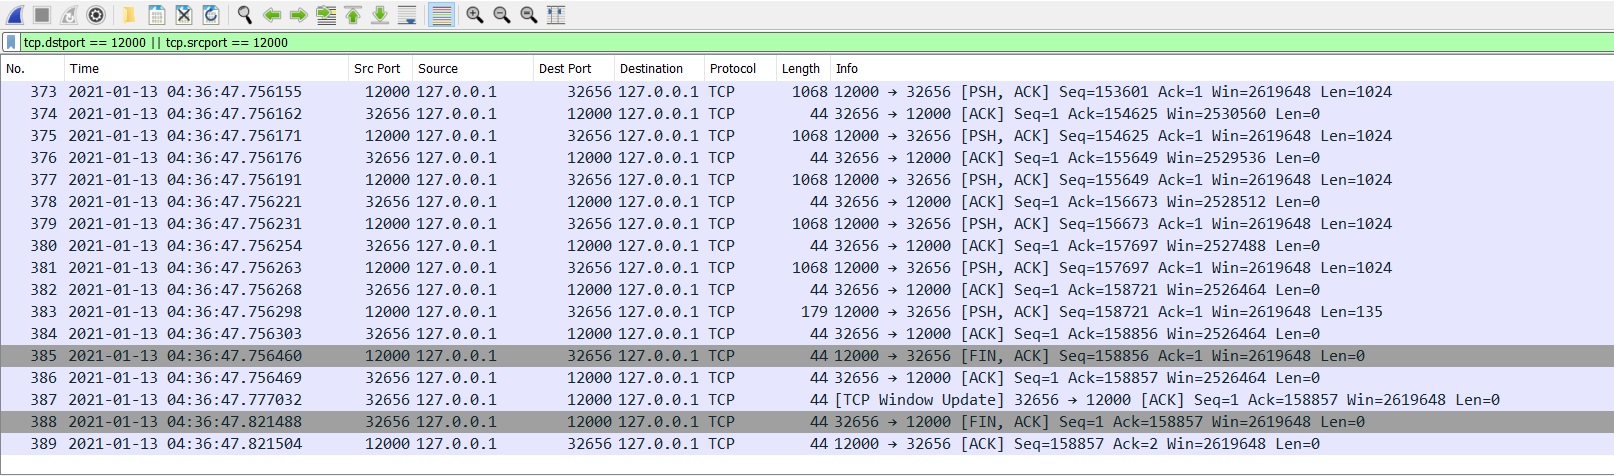 tcp.dstport == 12000 || tcp.srcport == 12000
No. Time Src Port Source Dest Port Destination Protocol Length Info
373 2021-01-13 04:36:47.756155 12000 127.0.0.1 32656 127.0.0.1 TCP 1068 12000 → 32656 [PSH, ACK] Seq=153601 Ack=1 Win=2619648 Len=1024
374 2021-01-13 04:36:47.756162 32656 127.0.0.1 12000 127.0.0.1 TCP 44 32656 → 12000 [ACK] Seq=1 Ack=154625 Win=2530560 Len=0
375 2021-01-13 04:36:47.756171 12000 127.0.0.1 32656 127.0.0.1 TCP 1068 12000 → 32656 [PSH, ACK] Seq=154625 Ack=1 Win=2619648 Len=1024
376 2021-01-13 04:36:47.756176 32656 127.0.0.1 12000 127.0.0.1 TCP 44 32656 → 12000 [ACK] Seq=1 Ack=155649 Win=2529536 Len=0
377 2021-01-13 04:36:47.756191 12000 127.0.0.1 32656 127.0.0.1 TCP 1068 12000 → 32656 [PSH, ACK] Seq=155649 Ack=1 Win=2619648 Len=1024
378 2021-01-13 04:36:47.756221 32656 127.0.0.1 12000 127.0.0.1 TCP 44 32656 → 12000 [ACK] Seq=1 Ack=156673 Win=2528512 Len=0
379 2021-01-13 04:36:47.756231 12000 127.0.0.1 32656 127.0.0.1 TCP 1068 12000 → 32656 [PSH, ACK] Seq=156673 Ack=1 Win=2619648 Len=1024
380 2021-01-13 04:36:47.756254 32656 127.0.0.1 12000 127.0.0.1 TCP 44 32656 → 12000 [ACK] Seq=1 Ack=157697 Win=2527488 Len=0
381 2021-01-13 04:36:47.756263 12000 127.0.0.1 32656 127.0.0.1 TCP 1068 12000 → 32656 [PSH, ACK] Seq=157697 Ack=1 Win=2619648 Len=1024
382 2021-01-13 04:36:47.756268 32656 127.0.0.1 12000 127.0.0.1 TCP 44 32656 → 12000 [ACK] Seq=1 Ack=158721 Win=2526464 Len=0
383 2021-01-13 04:36:47.756298 12000 127.0.0.1 32656 127.0.0.1 TCP 179 12000 → 32656 [PSH, ACK] Seq=158721 Ack=1 Win=2619648 Len=135
384 2021-01-13 04:36:47.756303 32656 127.0.0.1 12000 127.0.0.1 TCP 44 32656 → 12000 [ACK] Seq=1 Ack=158856 Win=2526464 Len=0
385 2021-01-13 04:36:47.756460 12000 127.0.0.1 32656 127.0.0.1 TCP 44 12000 → 32656 [FIN, ACK] Seq=158856 Ack=1 Win=2619648 Len=0
386 2021-01-13 04:36:47.756469 32656 127.0.0.1 12000 127.0.0.1 TCP 44 32656 → 12000 [ACK] Seq=1 Ack=158857 Win=2526464 Len=0
387 2021-01-13 04:36:47.777032 32656 127.0.0.1 12000 127.0.0.1 TCP 44 [TCP Window Update] 32656 → 12000 [ACK] Seq=1 Ack=158857 Win=2619648 Len=0
388 2021-01-13 04:36:47.821488 32656 127.0.0.1 12000 127.0.0.1 TCP 44 32656 → 12000 [FIN, ACK] Seq=1 Ack=158857 Win=2619648 Len=0
389 2021-01-13 04:36:47.821504 12000 127.0.0.1 32656 127.0.0.1 TCP 44 12000 → 32656 [ACK] Seq=158857 Ack=2 Win=2619648 Len=0